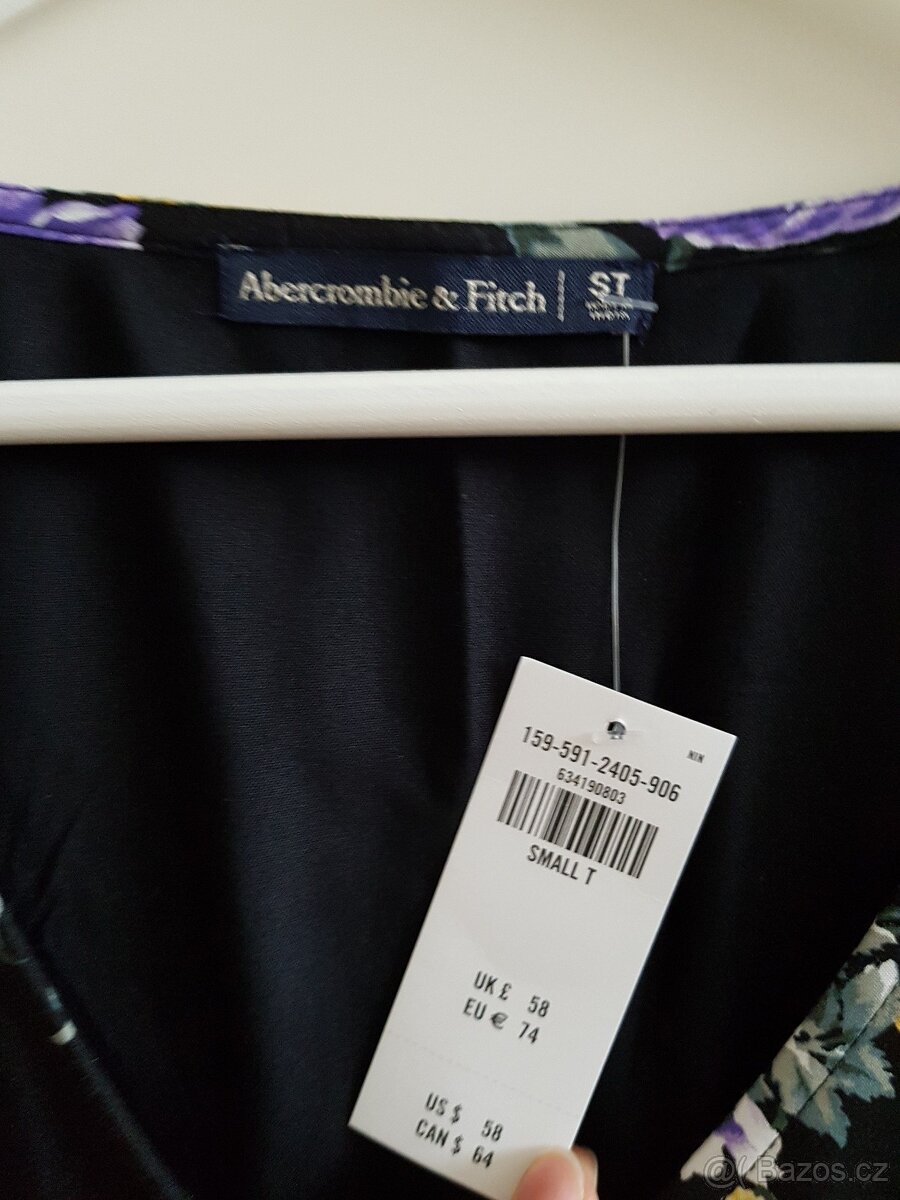 Abercrombie & Fitch
ST
159-591-2405-906
NIN
634190803
SMALL T
UK £ 58
EU € 74
US $ 58
CAN $ 64
@( Bazos.cz